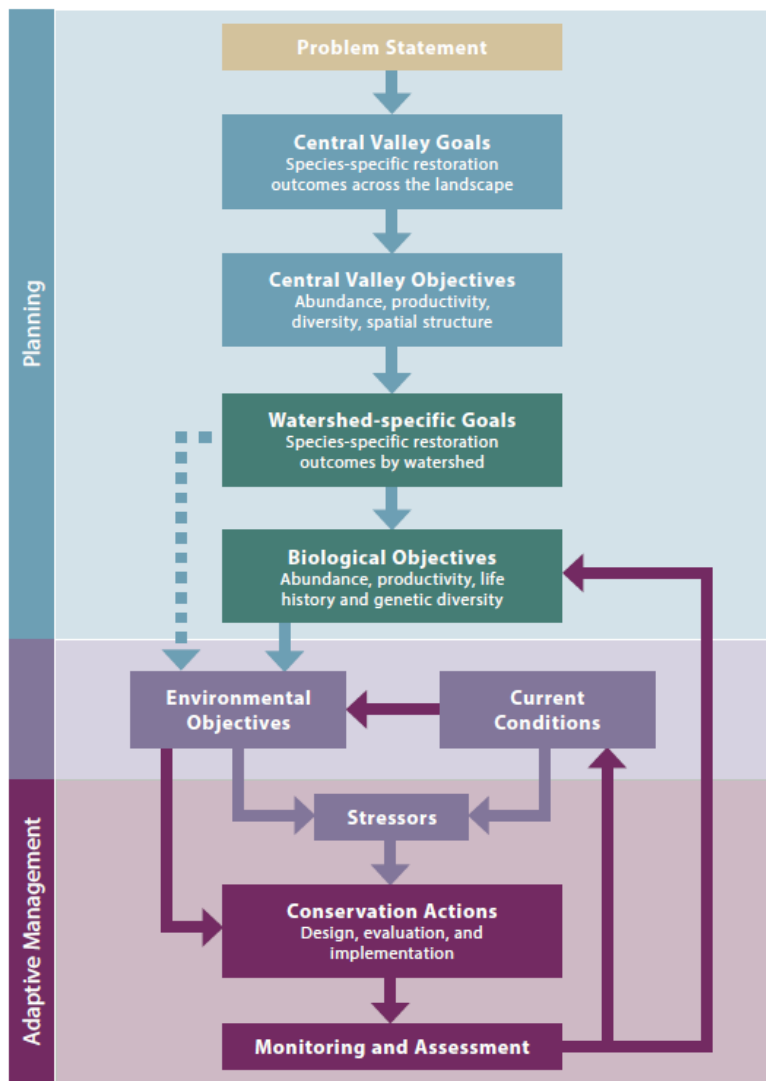 Problem Statement
Central Valley Goals
Species-specific restoration
outcomes across the landscape
Central Valley Objectives
Abundance, productivity,
diversity, spatial structure
Planning
Watershed-specific Goals
Species-specific restoration
outcomes by watershed
Biological Objectives
Abundance, productivity, life
history and genetic diversity
Environmental
Objectives
Current
Conditions
Stressors
Adaptive Management
Conservation Actions
Design, evaluation, and
implementation
Monitoring and Assessment